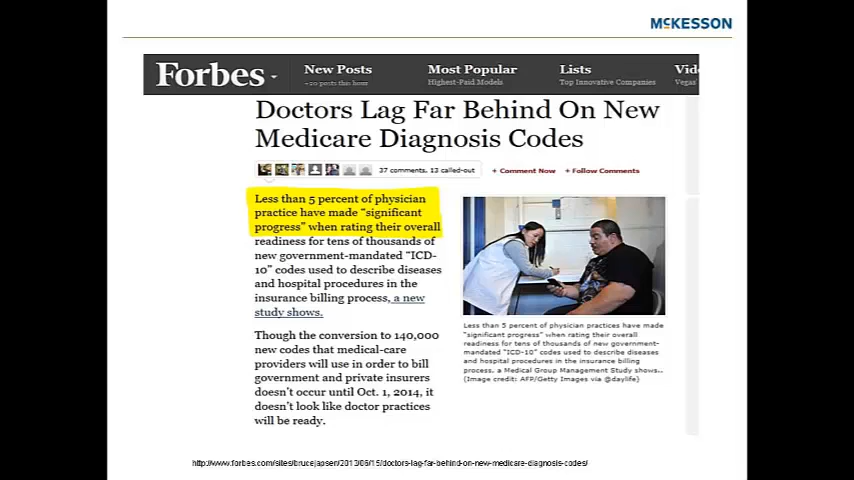 McKESSON
Forbes
New Posts
Most Popular
Lists
Vide
~20 posts this hour
Highest-Paid Models
Top Innovative Companies
Vegas'
Doctors Lag Far Behind On New
Medicare Diagnosis Codes
37 comments, 13 called-out
+ Comment Now
+ Follow Comments
Less than 5 percent of physician
practice have made “significant
progress” when rating their overall
readiness for tens of thousands of
new government-mandated “ICD-
10” codes used to describe diseases
and hospital procedures in the
insurance billing process, a new
study shows.
Though the conversion to 140,000
new codes that medical-care
providers will use in order to bill
government and private insurers
doesn’t occur until Oct. 1, 2014, it
doesn’t look like doctor practices
will be ready.
Less than 5 percent of physician practices have made
“significant progress” when rating their overall
readiness for tens of thousands of new government-
mandated “ICD-10” codes used to describe diseases
and hospital procedures in the insurance billing
process, a Medical Group Management Study shows..
(Image credit: AFP/Getty Images via @daylife)
http://www.forbes.com/sites/brucejapsen/2013/06/15/doctors-lag-far-behind-on-new-medicare-diagnosis-codes/